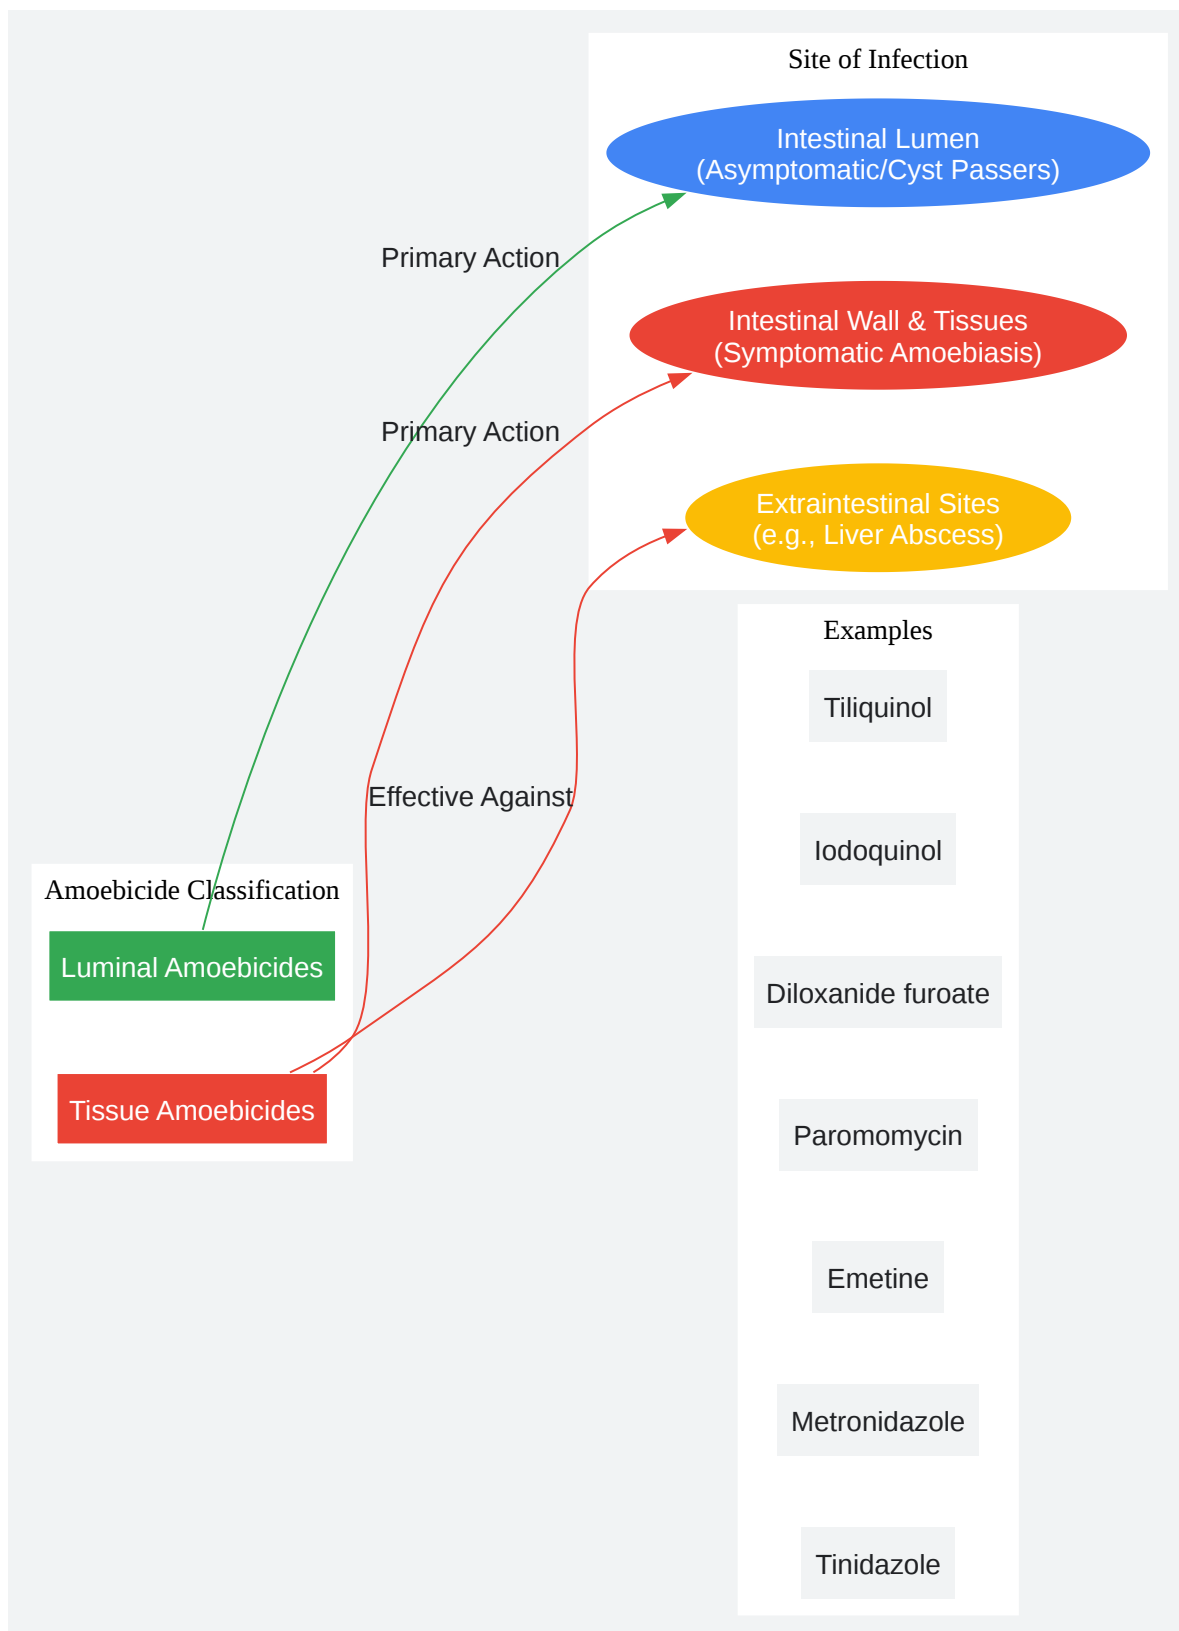 Site of Infection
Intestinal Lumen
(Asymptomatic/Cyst Passers)
Primary Action
Intestinal Wall & Tissues
(Symptomatic Amoebiasis)
Primary Action
Extraintestinal Sites
(e.g., Liver Abscess)
Effective Against
Amoebicide Classification
Luminal Amoebicides
Tissue Amoebicides
Examples
Tiliquinol
Iodoquinol
Diloxanide furoate
Paromomycin
Emetine
Metronidazole
Tinidazole